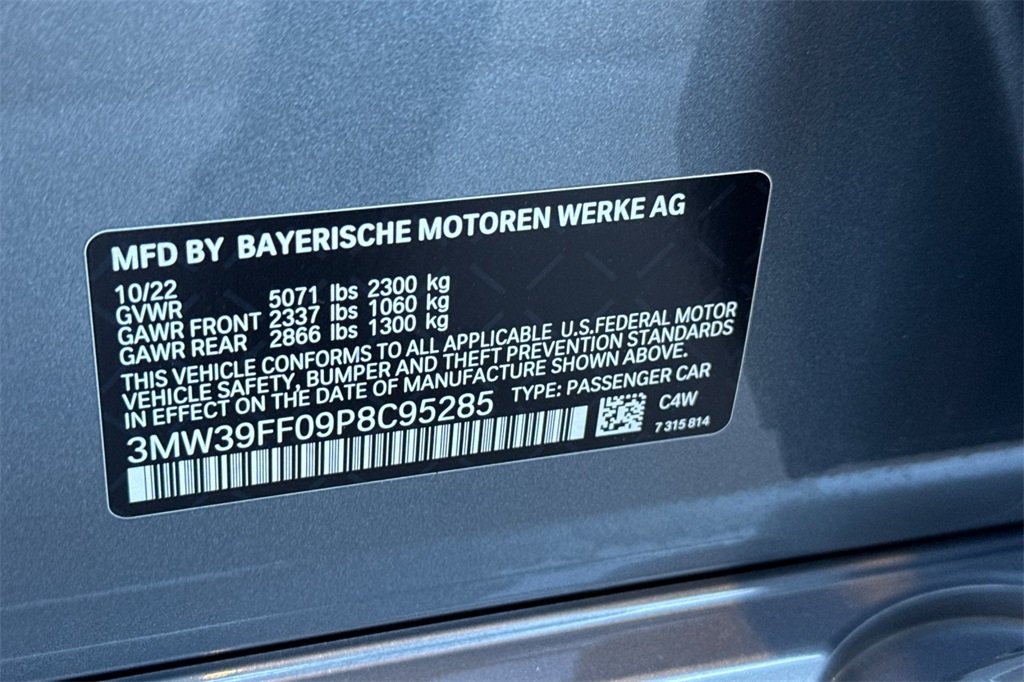 MFD BY BAYERISCHE MOTOREN WERKE AG
10/22
GVWR 5071 lbs 2300 kg
GAWR FRONT 2337 lbs 1060 kg
GAWR REAR 2866 lbs 1300 kg
THIS VEHICLE CONFORMS TO ALL APPLICABLE U.S.FEDERAL MOTOR
VEHICLE SAFETY, BUMPER AND THEFT PREVENTION STANDARDS
IN EFFECT ON THE DATE OF MANUFACTURE SHOWN ABOVE.
3MW39FF09P8C95285 TYPE: PASSENGER CAR
C4W
7 315 814